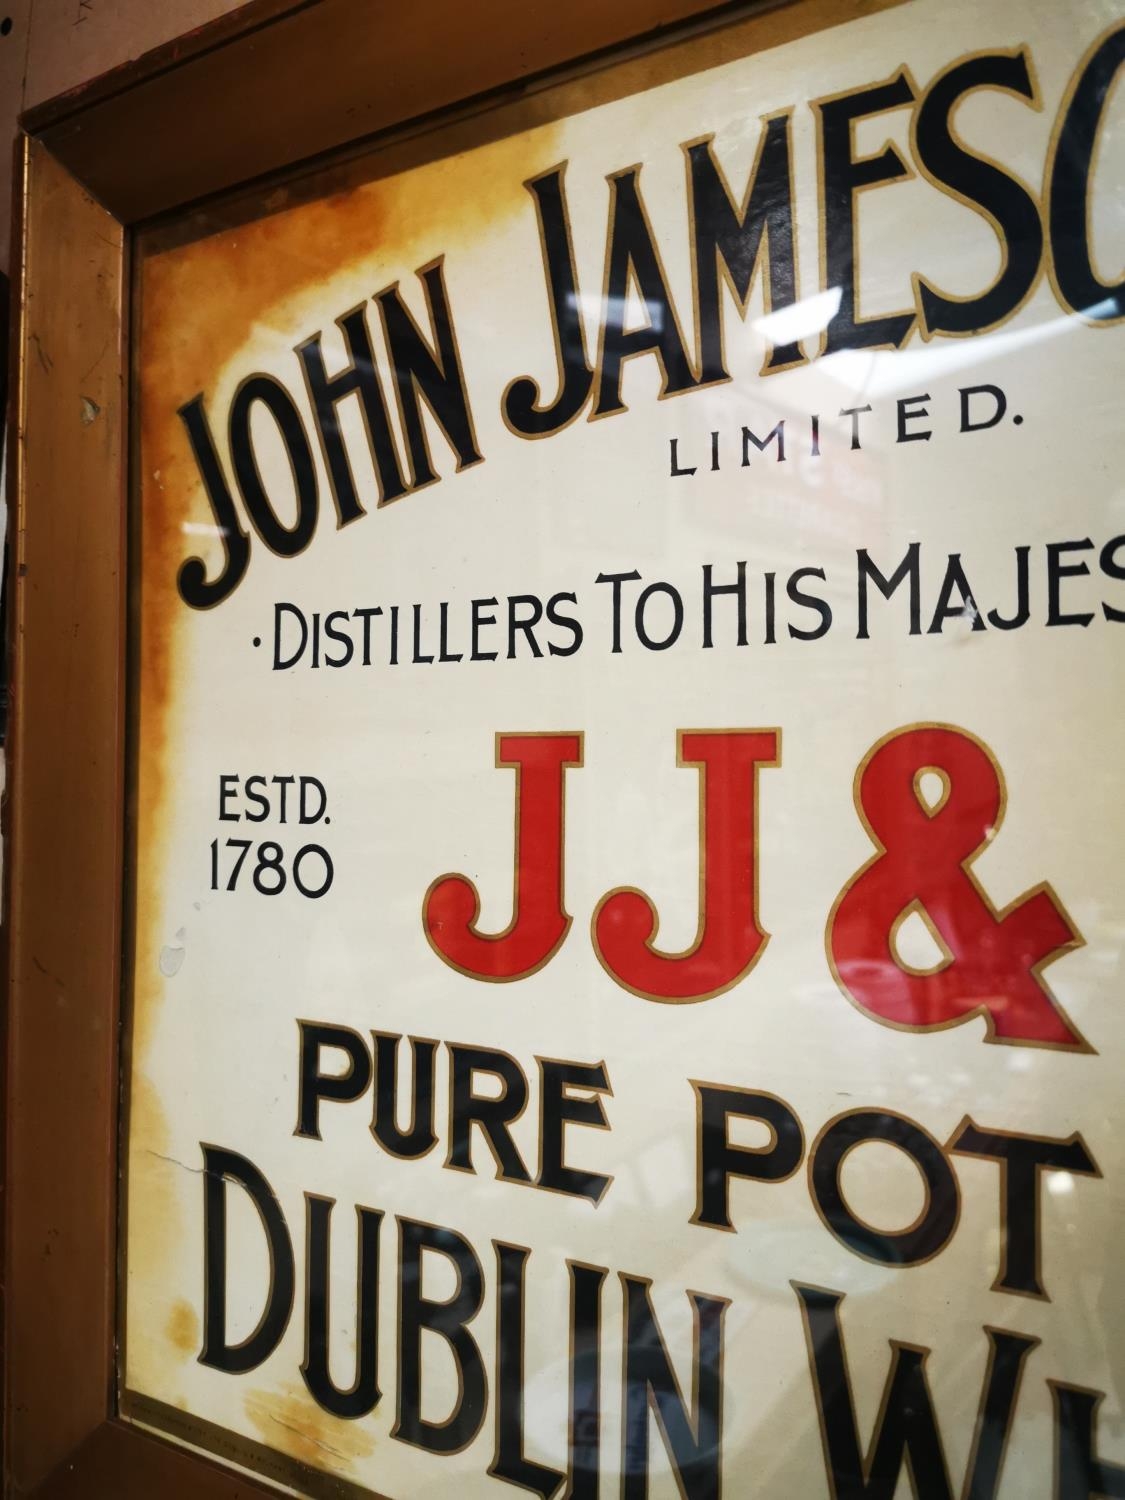 JOHN JAMESO
LIMITED.
· DISTILLERS TO HIS MAJES
ESTD.
1780
JJ &
PURE POT
DUBLIN WH